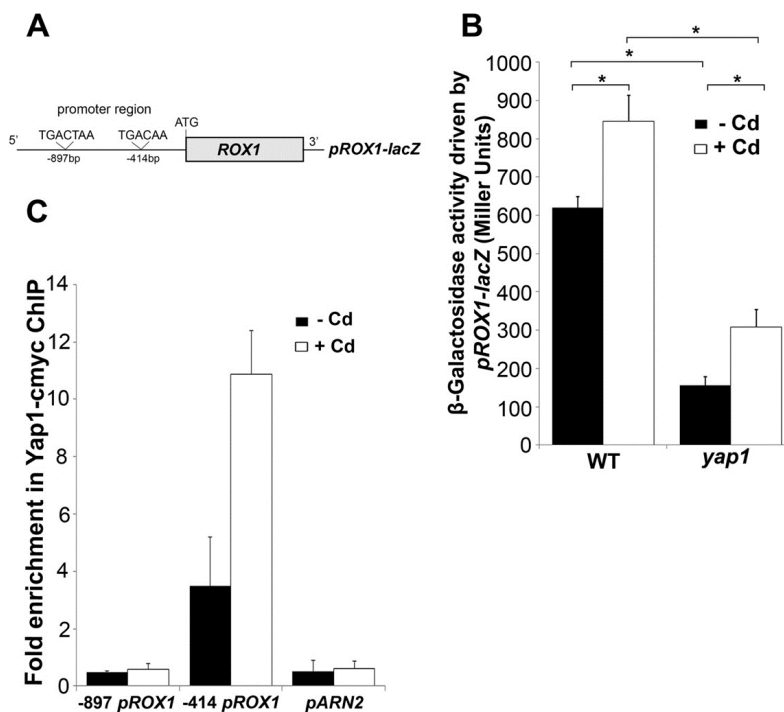 A
promoter region
5' TGACTAA TGACAA ATG ROX1 3' pROX1-lacZ
-897bp -414bp
B
* * * *
β-Galactosidase activity driven by
pROX1-lacZ (Miller Units)
1000
900
800
700
600
500
400
300
200
100
0
- Cd
+ Cd
WT yap1
C
Fold enrichment in Yap1-cmyc ChIP
14
12
10
8
6
4
2
0
- Cd
+ Cd
-897 pROX1 -414 pROX1 pARN2